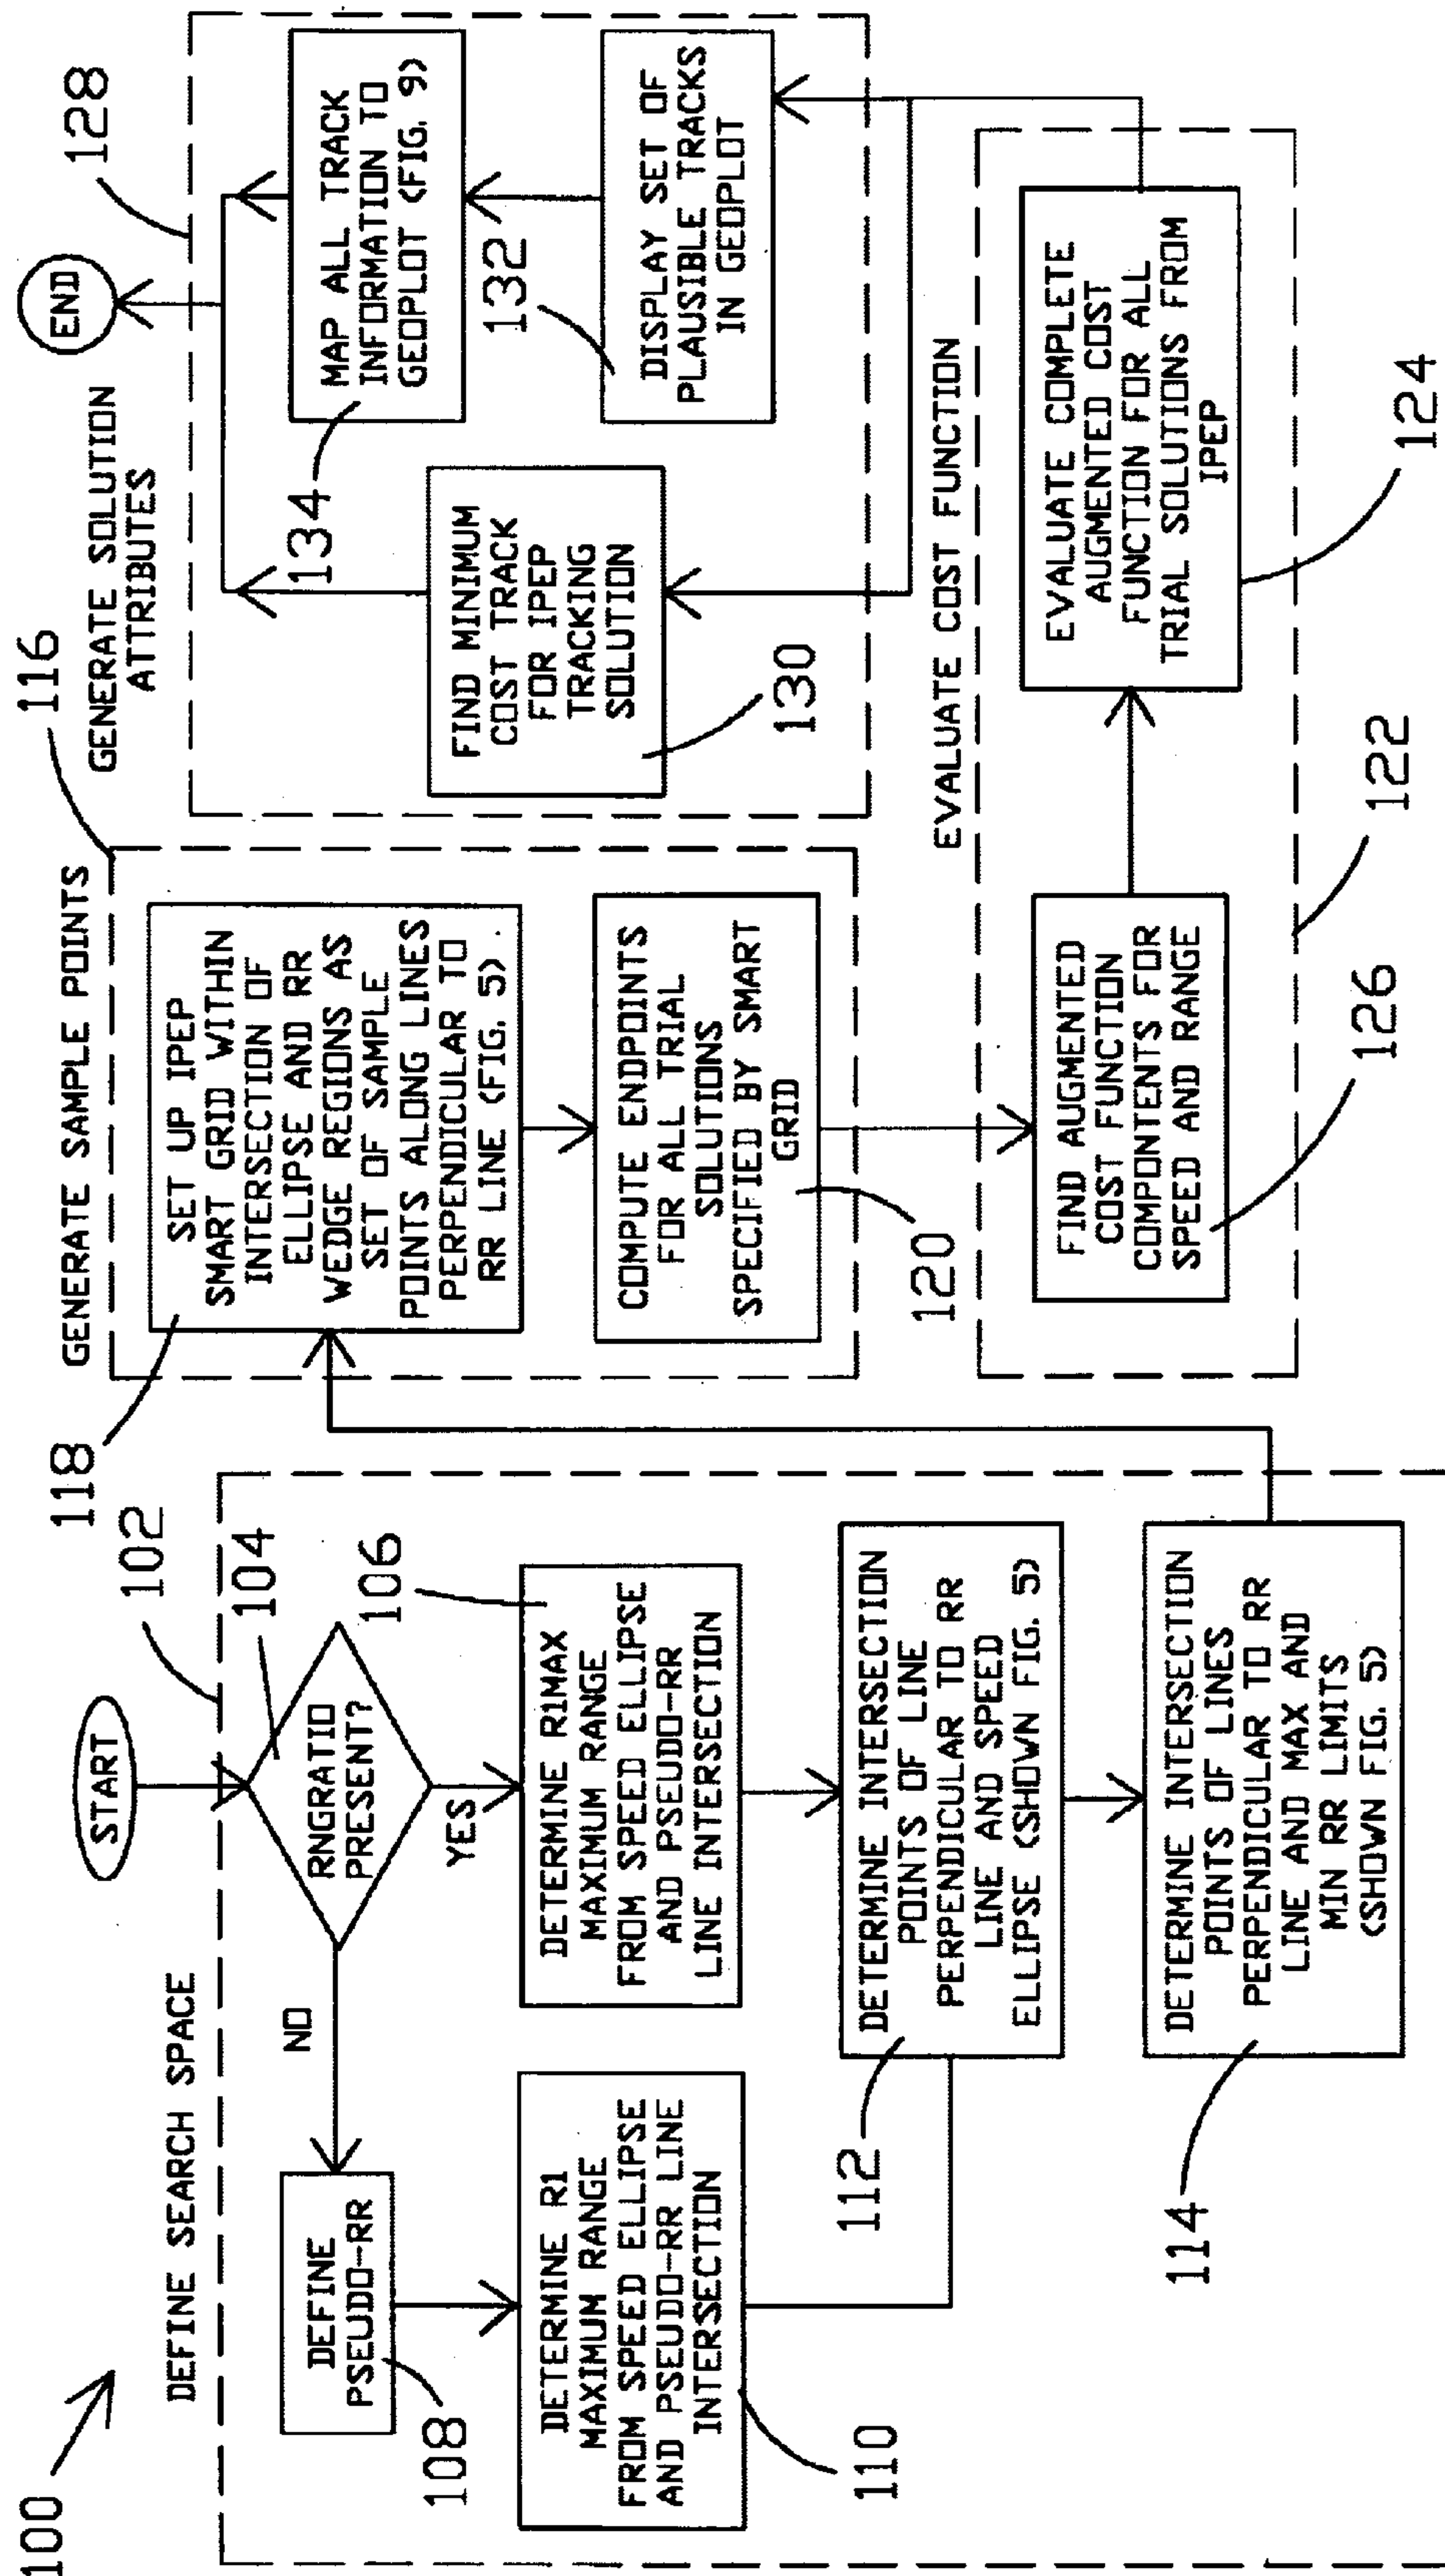 100
DEFINE SEARCH SPACE
START
102
104
RNGRATIO
PRESENT?
NO
YES
DEFINE
PSEUDO-RR
108
106
DETERMINE R1
MAXIMUM RANGE
FROM SPEED ELLIPSE
AND PSEUDO-RR LINE
INTERSECTION
110
DETERMINE R1MAX
MAXIMUM RANGE
FROM SPEED ELLIPSE
AND PSEUDO-RR
LINE INTERSECTION
112
DETERMINE INTERSECTION
POINTS OF LINE
PERPENDICULAR TO RR
LINE AND SPEED
ELLIPSE (SHOWN FIG. 5)
114
DETERMINE INTERSECTION
POINTS OF LINES
PERPENDICULAR TO RR
LINE AND MAX AND
MIN RR LIMITS
(SHOWN FIG. 5)
GENERATE SAMPLE POINTS
116
118
SET UP IPEP
SMART GRID WITHIN
INTERSECTION OF
ELLIPSE AND RR
WEDGE REGIONS AS
SET OF SAMPLE
POINTS ALONG LINES
PERPENDICULAR TO
RR LINE (FIG. 5)
COMPUTE ENDPOINTS
FOR ALL TRIAL
SOLUTIONS
SPECIFIED BY SMART
GRID
120
EVALUATE COST FUNCTION
FIND AUGMENTED
COST FUNCTION
COMPONTENTS FOR
SPEED AND RANGE
126
122
EVALUATE COMPLETE
AUGMENTED COST
FUNCTION FOR ALL
TRIAL SOLUTIONS FROM
IPEP
124
GENERATE SOLUTION
ATTRIBUTES
END
128
FIND MINIMUM
COST TRACK
FOR IPEP
TRACKING
SOLUTION
130
134
MAP ALL TRACK
INFORMATION TO
GEOPLOT (FIG. 9)
132
DISPLAY SET OF
PLAUSIBLE TRACKS
IN GEOPLOT